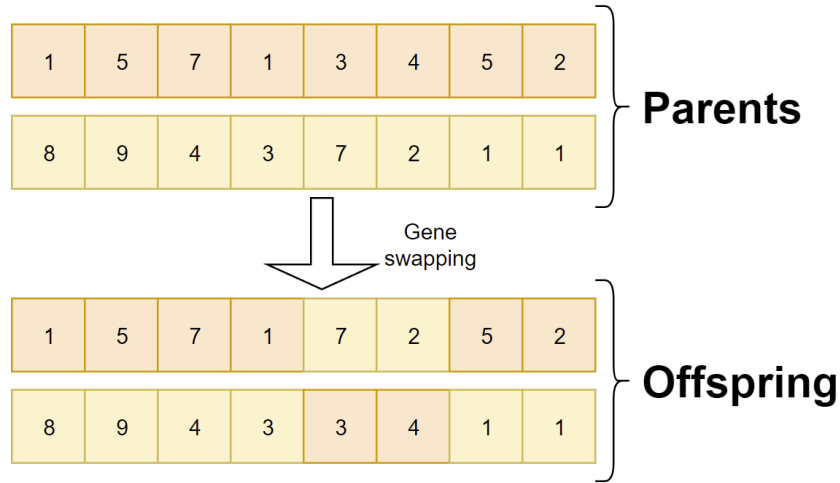 1 5 7 1 3 4 5 2
Parents
8 9 4 3 7 2 1 1
Gene
swapping
1 5 7 1 7 2 5 2
Offspring
8 9 4 3 3 4 1 1